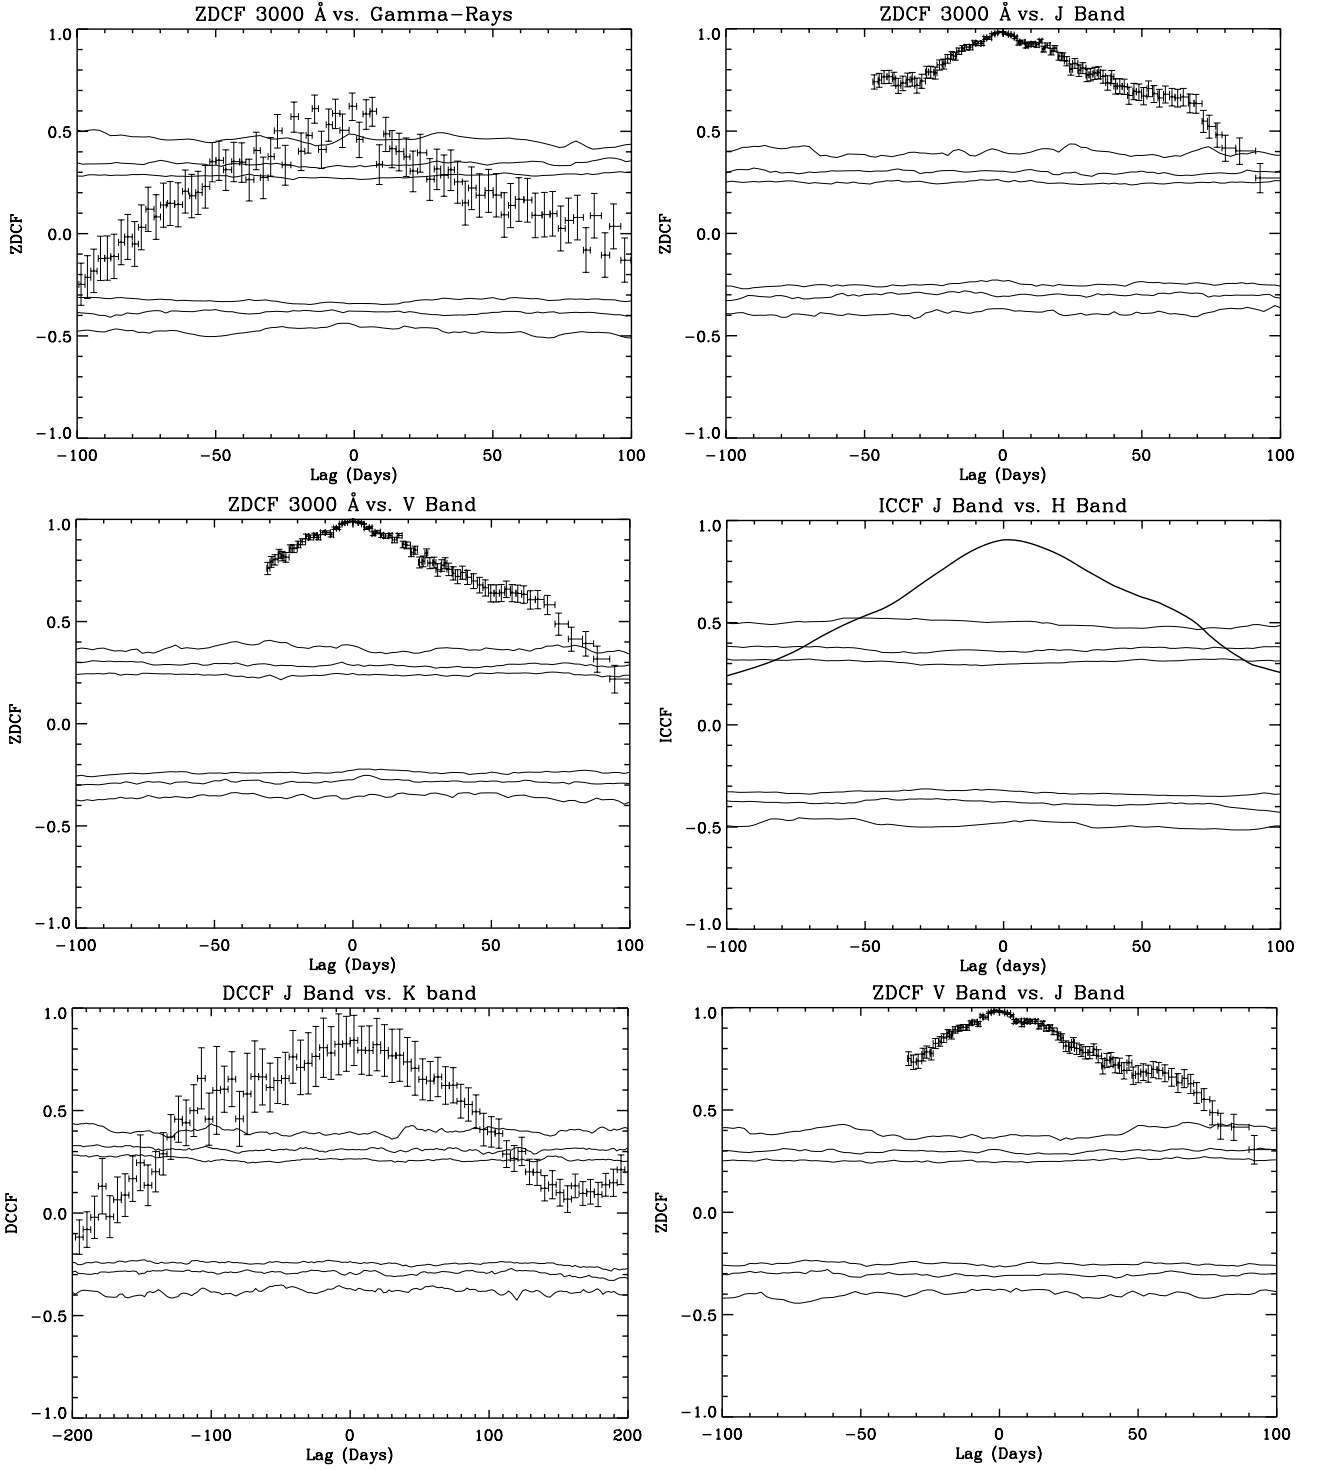 ZDCF 3000 Å vs. Gamma-Rays
1.0
0.5
0.0
-0.5
-1.0
ZDCF
-100 -50 0 50 100
Lag (Days)
ZDCF 3000 Å vs. J Band
1.0
0.5
0.0
-0.5
-1.0
ZDCF
-100 -50 0 50 100
Lag (Days)
ZDCF 3000 Å vs. V Band
1.0
0.5
0.0
-0.5
-1.0
ZDCF
-100 -50 0 50 100
Lag (Days)
ICCF J Band vs. H Band
1.0
0.5
0.0
-0.5
-1.0
ICCF
-100 -50 0 50 100
Lag (days)
DCCF J Band vs. K band
1.0
0.5
0.0
-0.5
-1.0
DCCF
-200 -100 0 100 200
Lag (Days)
ZDCF V Band vs. J Band
1.0
0.5
0.0
-0.5
-1.0
ZDCF
-100 -50 0 50 100
Lag (Days)